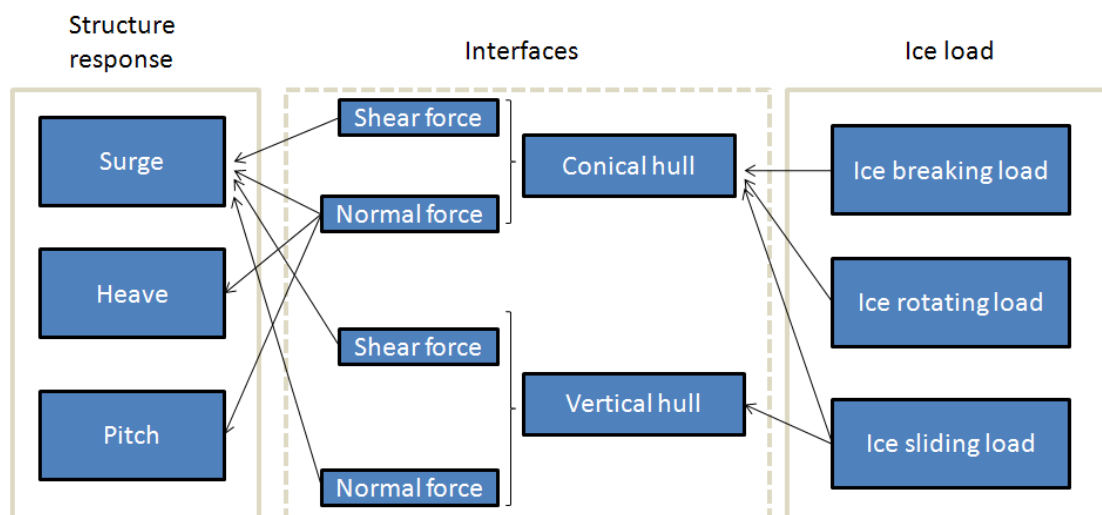 Structure
response
Interfaces
Ice load
Surge
Heave
Pitch
Shear force
Normal force
Shear force
Normal force
Conical hull
Vertical hull
Ice breaking load
Ice rotating load
Ice sliding load